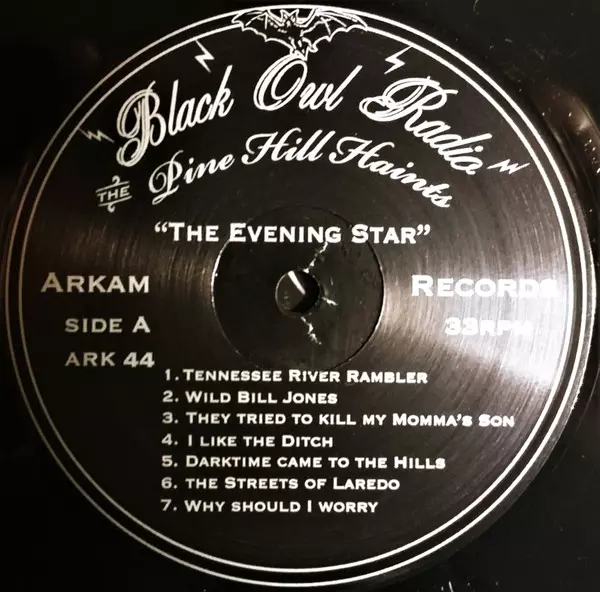 Black Owl Radio
THE Pine Hill Haints
"THE EVENING STAR"
ARKAM RECORDS
SIDE A 33RPM
ARK 44
1. TENNESSEE RIVER RAMBLER
2. WILD BILL JONES
3. THEY TRIED TO KILL MY MOMMA'S SON
4. I LIKE THE DITCH
5. DARKTIME CAME TO THE HILLS
6. THE STREETS OF LAREDO
7. WHY SHOULD I WORRY